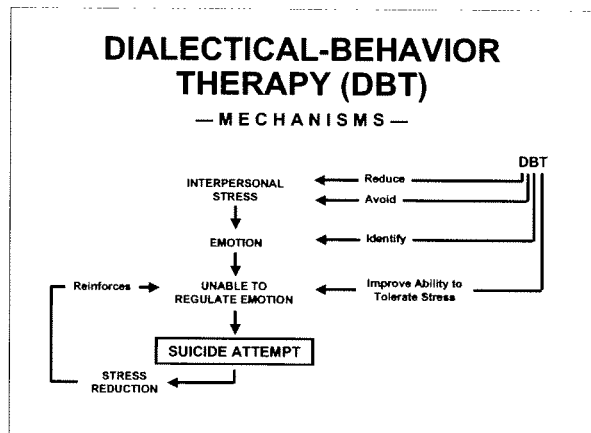 DIALECTICAL-BEHAVIOR
THERAPY (DBT)
— MECHANISMS —
DBT
INTERPERSONAL
STRESS
Reduce
Avoid
EMOTION
Identify
Reinforces
UNABLE TO
REGULATE EMOTION
Improve Ability to
Tolerate Stress
SUICIDE ATTEMPT
STRESS
REDUCTION